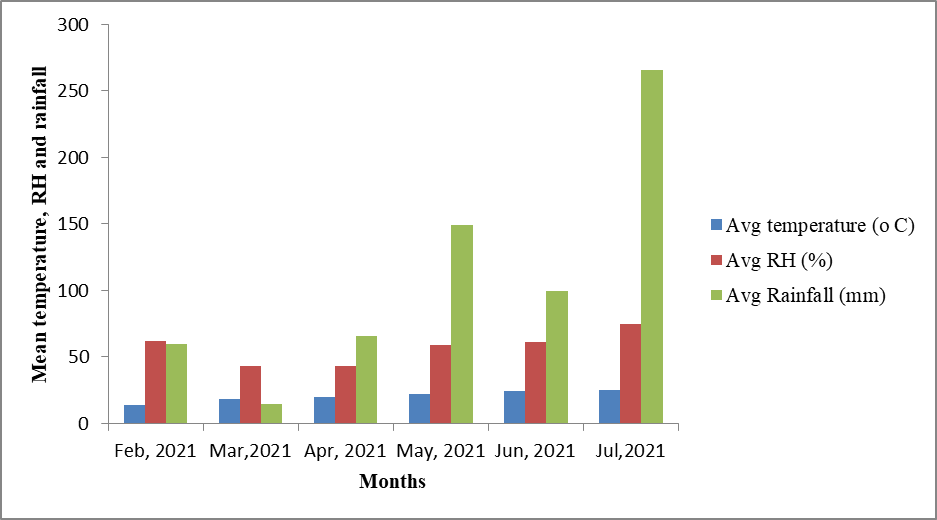 Mean temperature, RH and rainfall
300
250
200
150
100
50
0
Feb, 2021 Mar,2021 Apr, 2021 May, 2021 Jun, 2021 Jul,2021
Months
Avg temperature (o C)
Avg RH (%)
Avg Rainfall (mm)